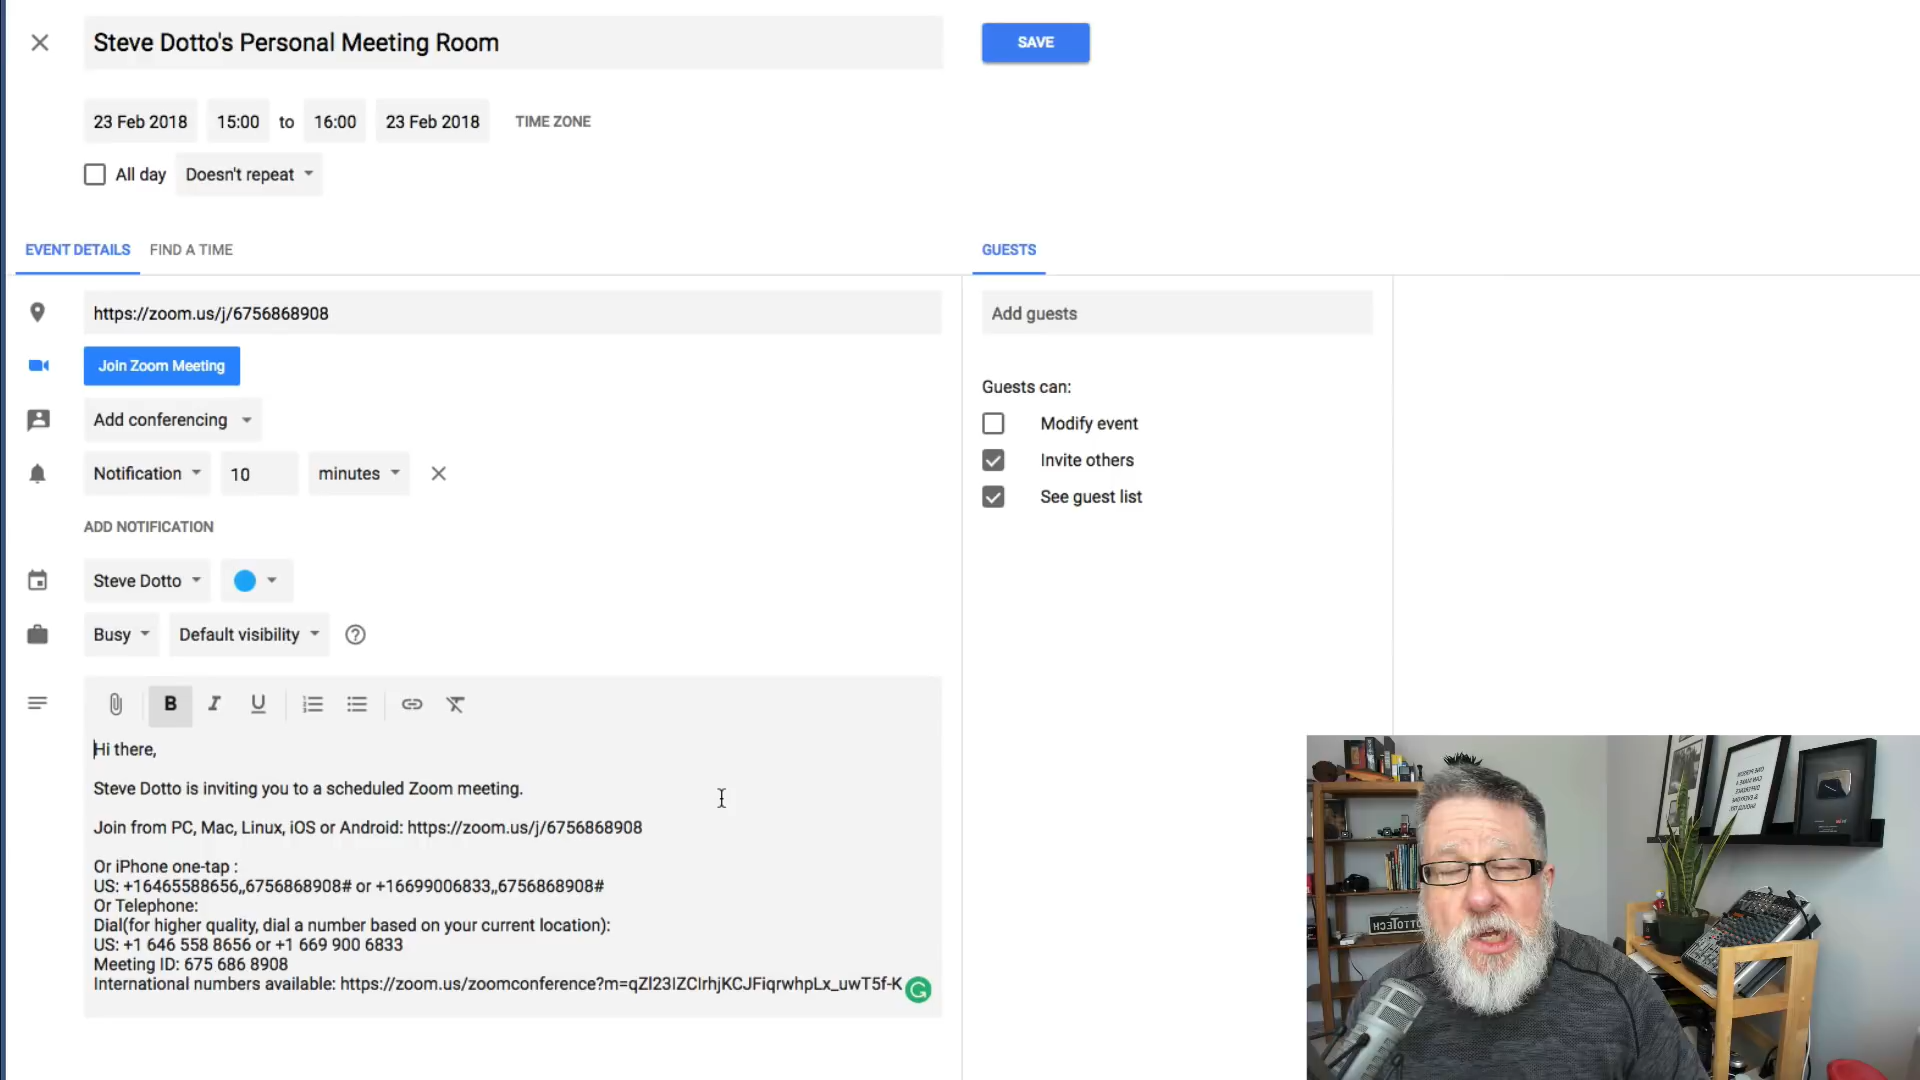 Steve Dotto's Personal Meeting Room
SAVE
23 Feb 2018 15:00 to 16:00 23 Feb 2018 TIME ZONE
All day Doesn't repeat
EVENT DETAILS FIND A TIME
GUESTS
https://zoom.us/j/6756868908
Add guests
Join Zoom Meeting
Guests can:
Add conferencing
Modify event
Notification 10 minutes
Invite others
See guest list
ADD NOTIFICATION
Steve Dotto
Busy Default visibility
B I U
Hi there,
Steve Dotto is inviting you to a scheduled Zoom meeting.
Join from PC, Mac, Linux, iOS or Android: https://zoom.us/j/6756868908
Or iPhone one-tap :
US: +16465588656,,6756868908# or +16699006833,,6756868908#
Or Telephone:
Dial(for higher quality, dial a number based on your current location):
US: +1 646 558 8656 or +1 669 900 6833
Meeting ID: 675 686 8908
International numbers available: https://zoom.us/zoomconference?m=qZl23IZCIrhjKCJFiqrwhpLx_uwT5f-K
DOTTOTECH